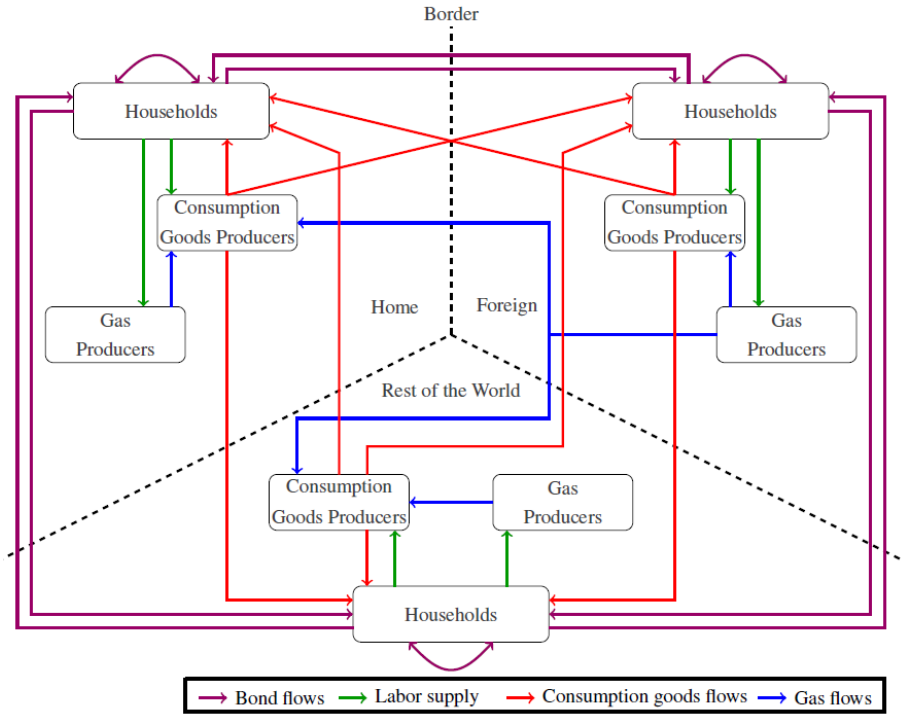 Border
Households
Households
Consumption
Goods Producers
Consumption
Goods Producers
Home
Foreign
Gas
Producers
Gas
Producers
Rest of the World
Consumption
Goods Producers
Gas
Producers
Households
Bond flows
Labor supply
Consumption goods flows
Gas flows